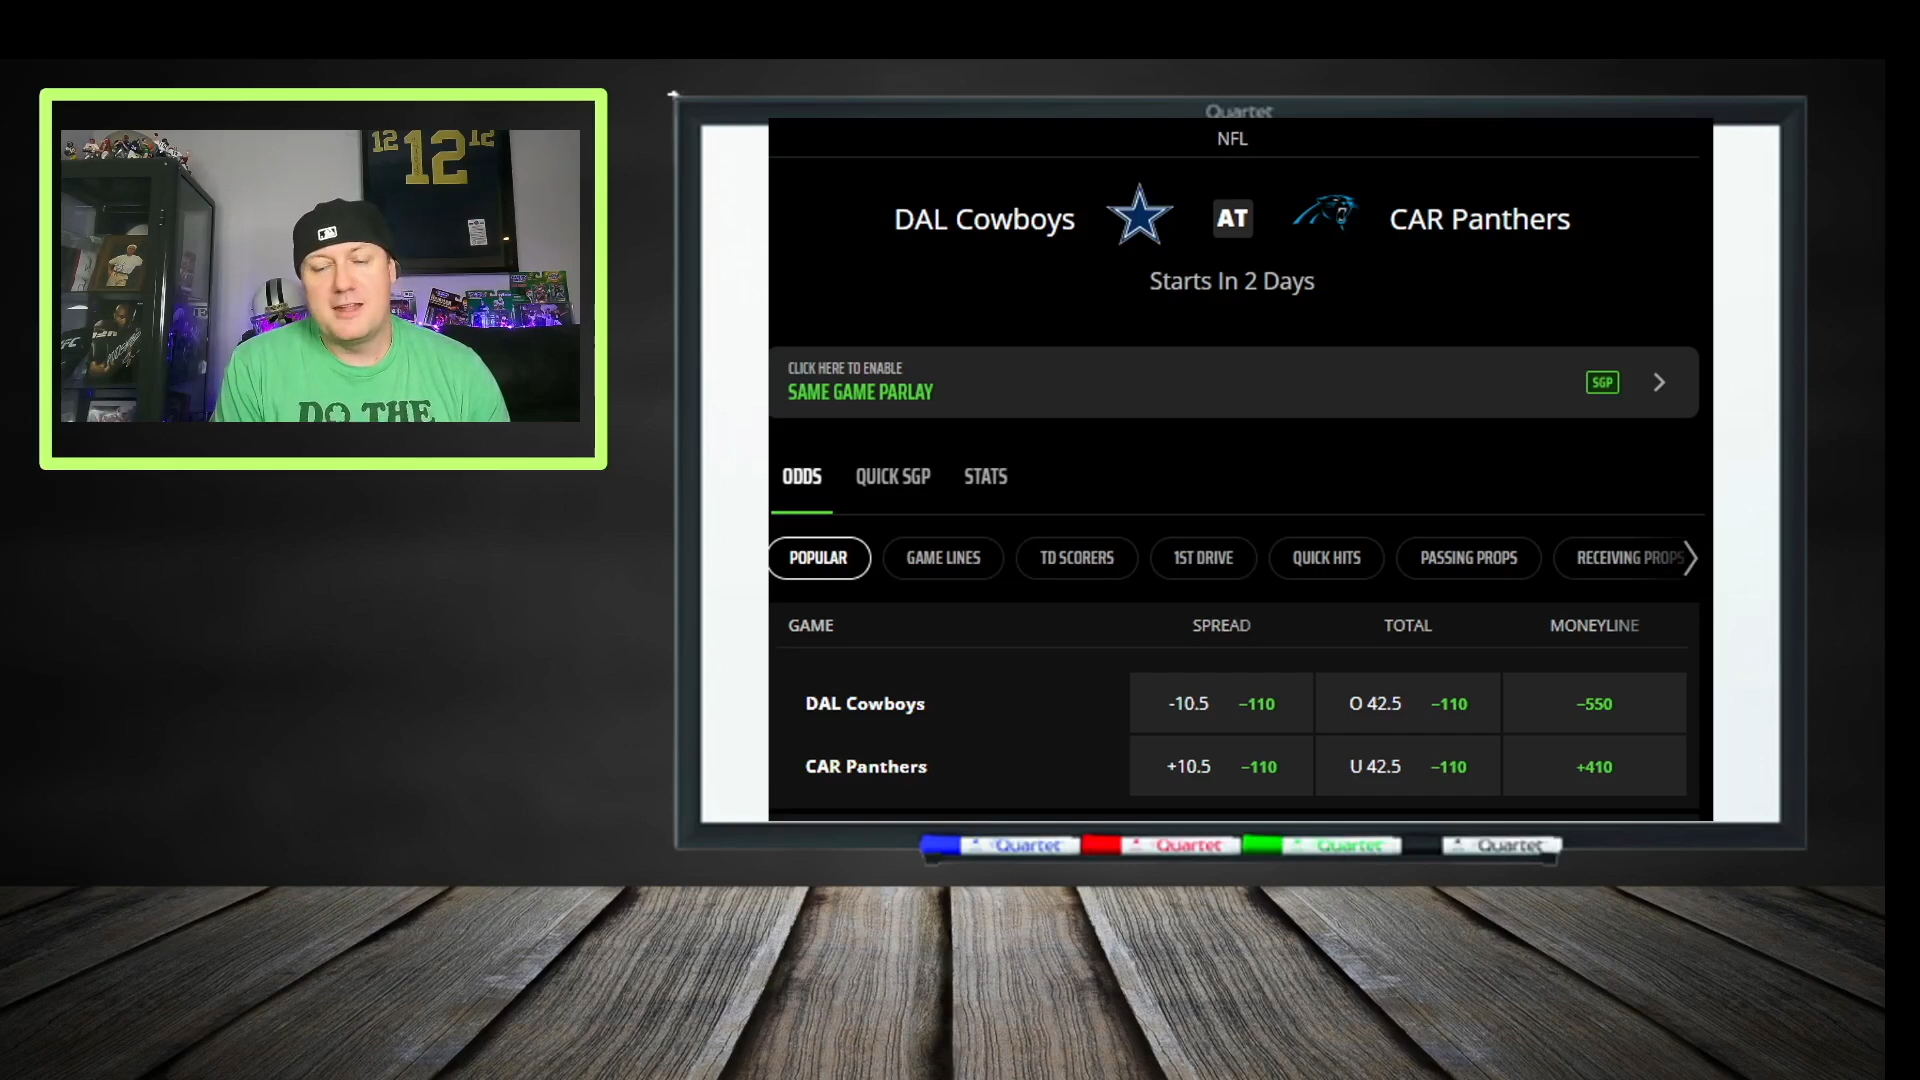 12 12 12
DO THE
Quartet
NFL
DAL Cowboys AT CAR Panthers
Starts In 2 Days
CLICK HERE TO ENABLE
SAME GAME PARLAY SGP
ODDS QUICK SGP STATS
POPULAR GAME LINES TD SCORERS 1ST DRIVE QUICK HITS PASSING PROPS RECEIVING PROPS
GAME SPREAD TOTAL MONEYLINE
DAL Cowboys -10.5 −110 O 42.5 −110 −550
CAR Panthers +10.5 −110 U 42.5 −110 +410
Quartet Quartet Quartet Quartet